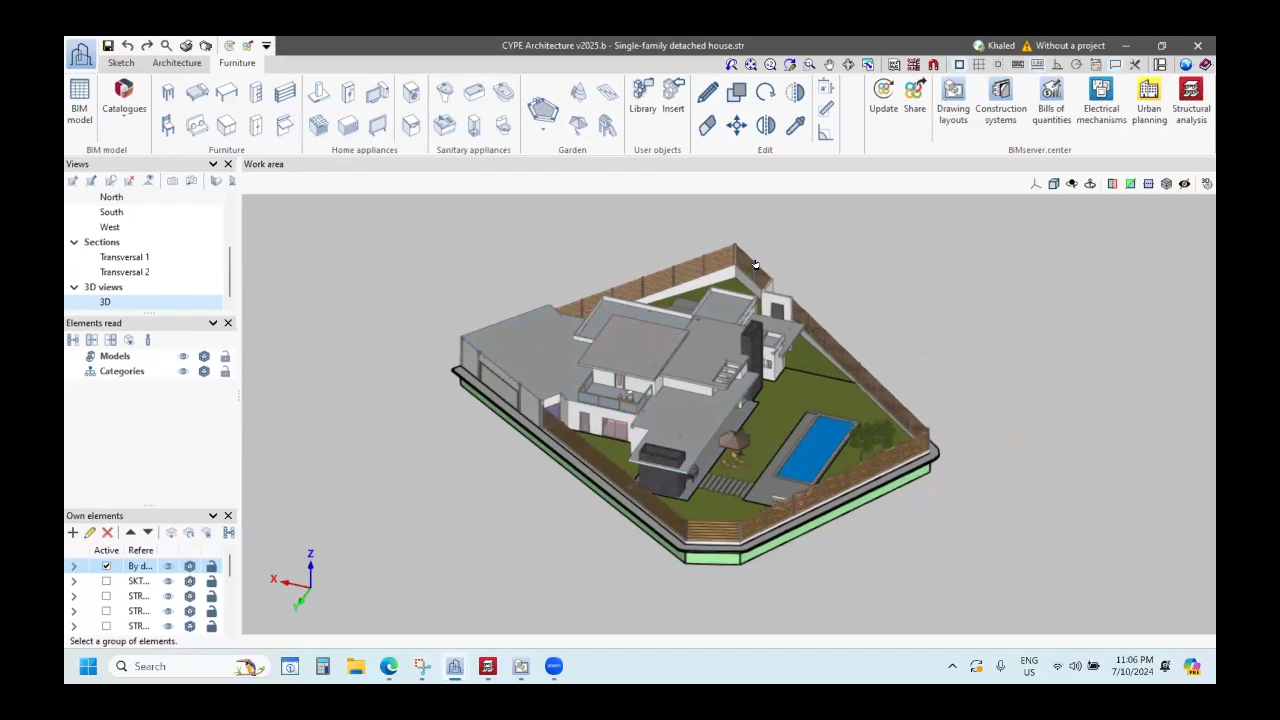 CYPE Architecture v2025.b - Single-family detached house.str
Khaled
Without a project
Sketch
Architecture
Furniture
BIM model
Catalogues
Library
Insert
Update
Share
Drawing layouts
Construction systems
Bills of quantities
Electrical mechanisms
Urban planning
Structural analysis
BIM model
Furniture
Home appliances
Sanitary appliances
Garden
User objects
Edit
BIMserver.center
Views
Work area
North
South
West
Sections
Transversal 1
Transversal 2
3D views
3D
Elements read
Models
Categories
Own elements
Active
Refere
By d...
SKT...
STR...
STR...
STR...
Z
X
Y
Select a group of elements.
Search
zoom
ENG
US
11:06 PM
7/10/2024